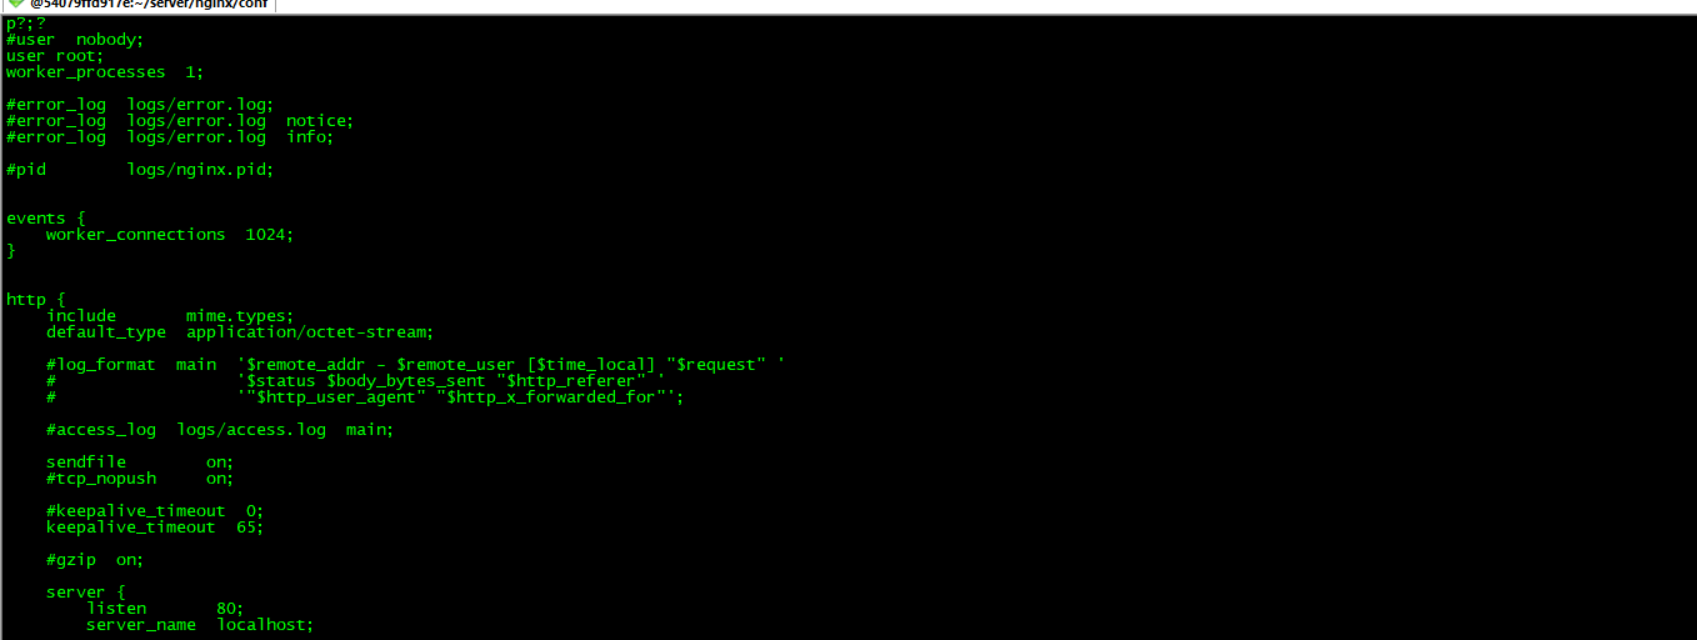 @54079ffd917e:~/server/nginx/conf
p?;?
#user  nobody;
user root;
worker_processes  1;
#error_log  logs/error.log;
#error_log  logs/error.log  notice;
#error_log  logs/error.log  info;
#pid        logs/nginx.pid;
events {
    worker_connections  1024;
}
http {
    include       mime.types;
    default_type  application/octet-stream;
    #log_format  main  '$remote_addr - $remote_user [$time_local] "$request" '
    #                  '$status $body_bytes_sent "$http_referer" '
    #                  '"$http_user_agent" "$http_x_forwarded_for"';
    #access_log  logs/access.log  main;
    sendfile        on;
    #tcp_nopush     on;
    #keepalive_timeout  0;
    keepalive_timeout  65;
    #gzip  on;
    server {
        listen       80;
        server_name  localhost;